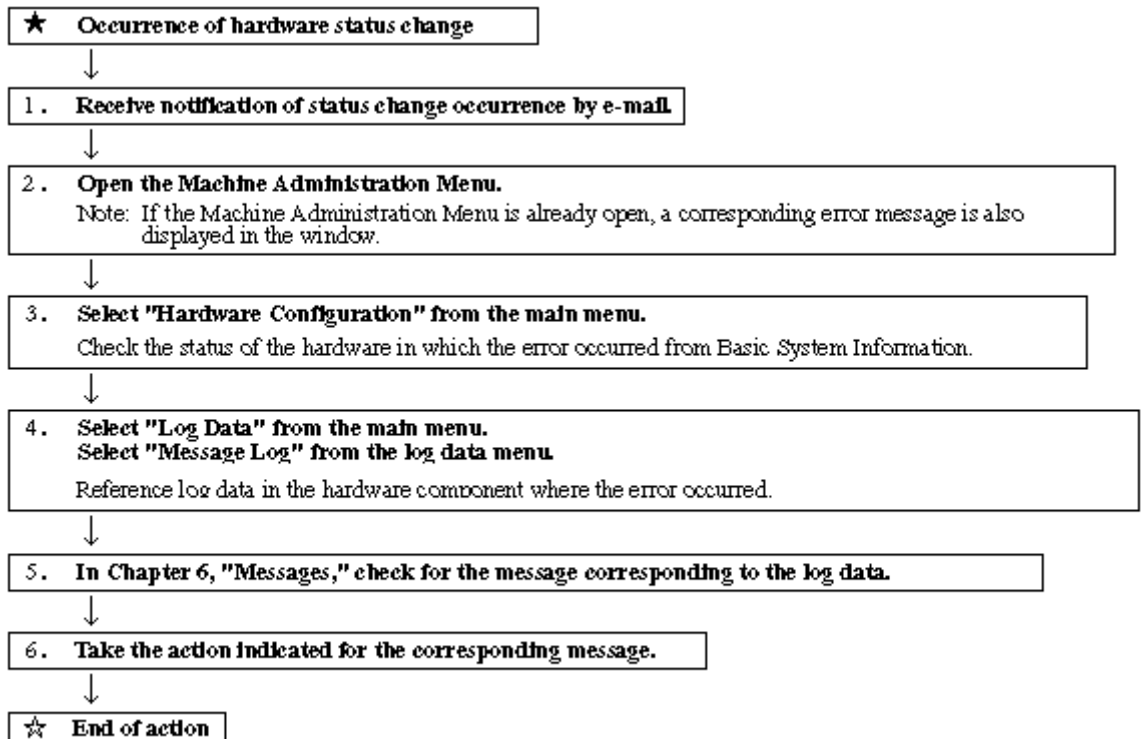 ★ Occurrence of hardware status change
↓
1. Receive notification of status change occurrence by e-mail.
↓
2. Open the Machine Administration Menu.
Note: If the Machine Administration Menu is already open, a corresponding error message is also
displayed in the window.
↓
3. Select "Hardware Configuration" from the main menu.
Check the status of the hardware in which the error occurred from Basic System Information.
↓
4. Select "Log Data" from the main menu.
Select "Message Log" from the log data menu.
Reference log data in the hardware component where the error occurred.
↓
5. In Chapter 6, "Messages," check for the message corresponding to the log data.
↓
6. Take the action indicated for the corresponding message.
↓
☆ End of action